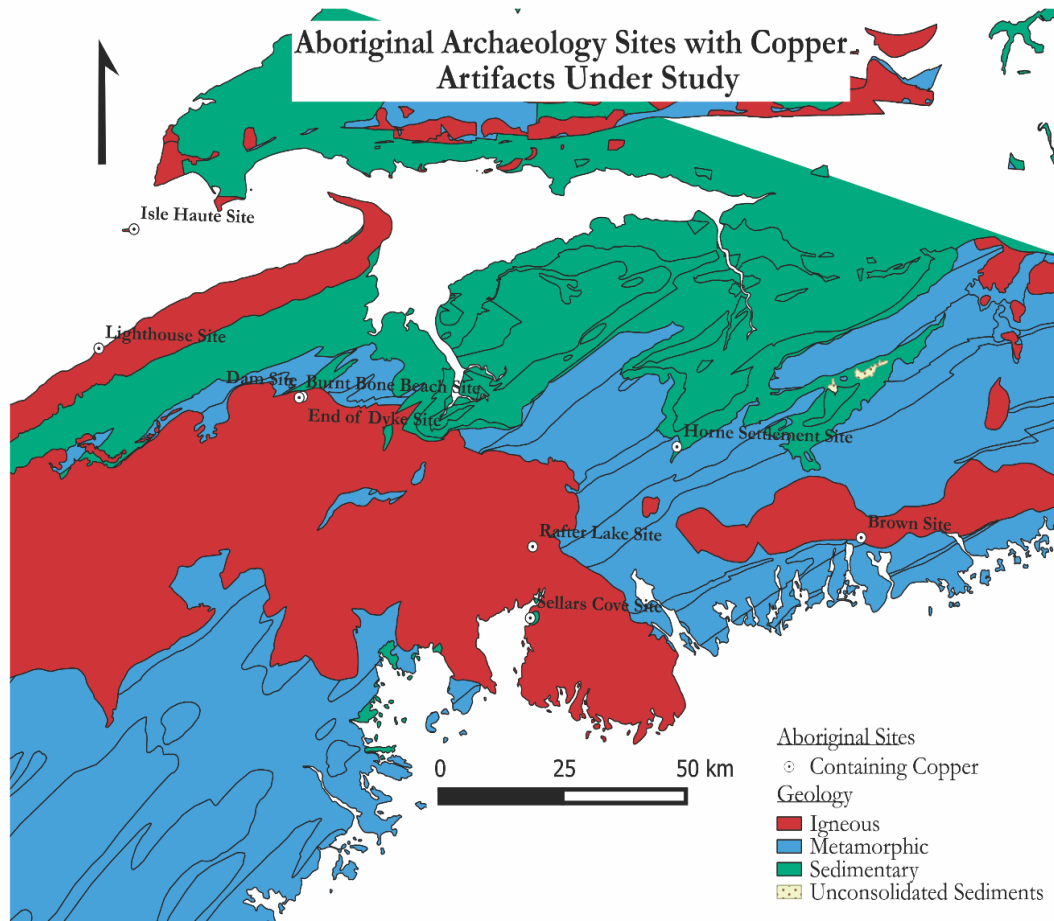 Aboriginal Archaeology Sites with Copper
Artifacts Under Study
Isle Haute Site
Lighthouse Site
Dam Site
Burnt Bone Beach Site
End of Dyke Site
Horne Settlement Site
Brown Site
Rafter Lake Site
Sellars Cove Site
0 25 50 km
Aboriginal Sites
Containing Copper
Geology
Igneous
Metamorphic
Sedimentary
Unconsolidated Sediments